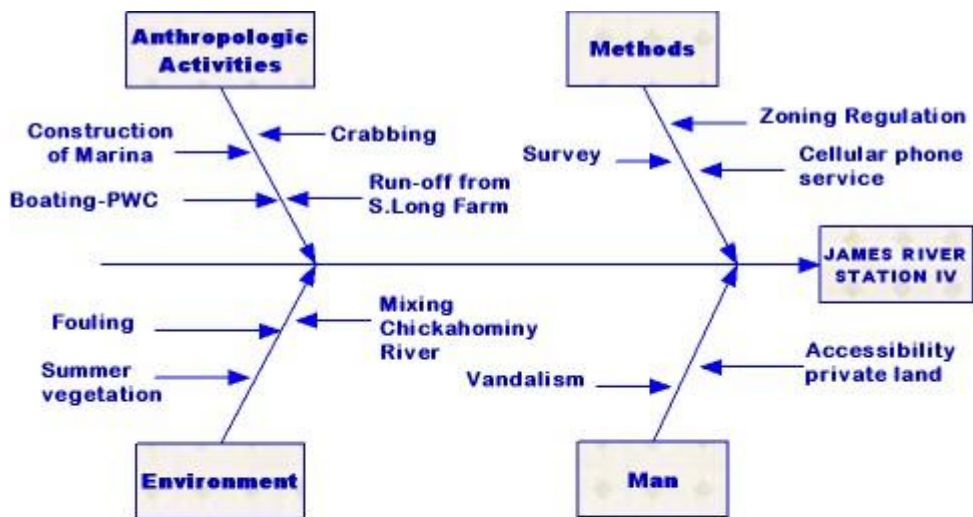 Anthropologic
Activities
Methods
Construction
of Marina
Crabbing
Boating-PWC
Run-off from
S.Long Farm
Survey
Zoning Regulation
Cellular phone
service
JAMES RIVER
STATION IV
Fouling
Mixing
Chickahominy
River
Summer
vegetation
Vandalism
Accessibility
private land
Environment
Man